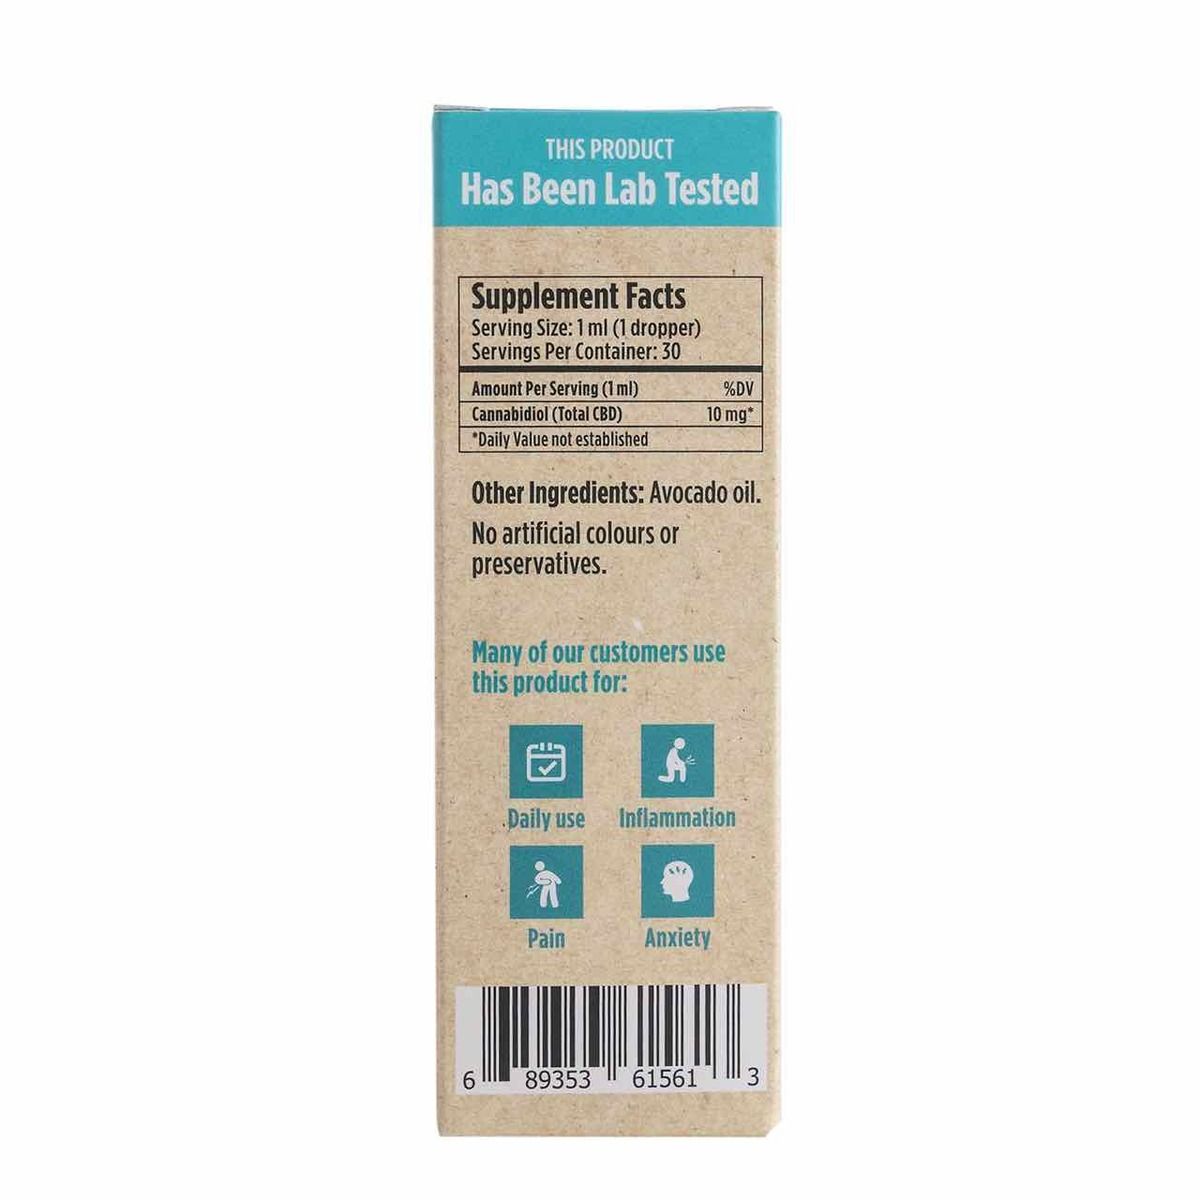 THIS PRODUCT
Has Been Lab Tested
Supplement Facts
Serving Size: 1 ml (1 dropper)
Servings Per Container: 30
Amount Per Serving (1 ml) %DV
Cannabidiol (Total CBD) 10 mg*
*Daily Value not established
Other Ingredients: Avocado oil.
No artificial colours or
preservatives.
Many of our customers use
this product for:
Daily use Inflammation
Pain Anxiety
6 89353 61561 3